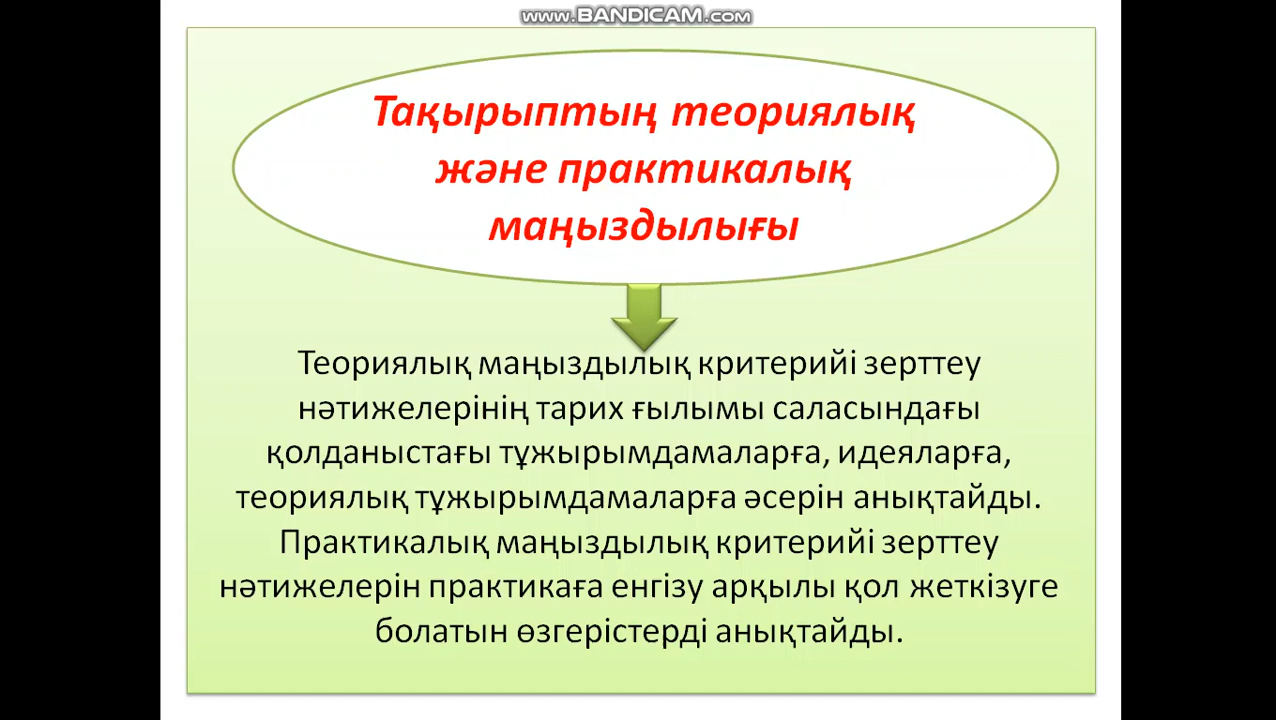 www.BANDICAM.com
Тақырыптың теориялық
және практикалық
маңыздылығы
Теориялық маңыздылық критерийі зерттеу
нәтижелерінің тарих ғылымы саласындағы
қолданыстағы тұжырымдамаларға, идеяларға,
теориялық тұжырымдамаларға әсерін анықтайды.
Практикалық маңыздылық критерийі зерттеу
нәтижелерін практикаға енгізу арқылы қол жеткізуге
болатын өзгерістерді анықтайды.